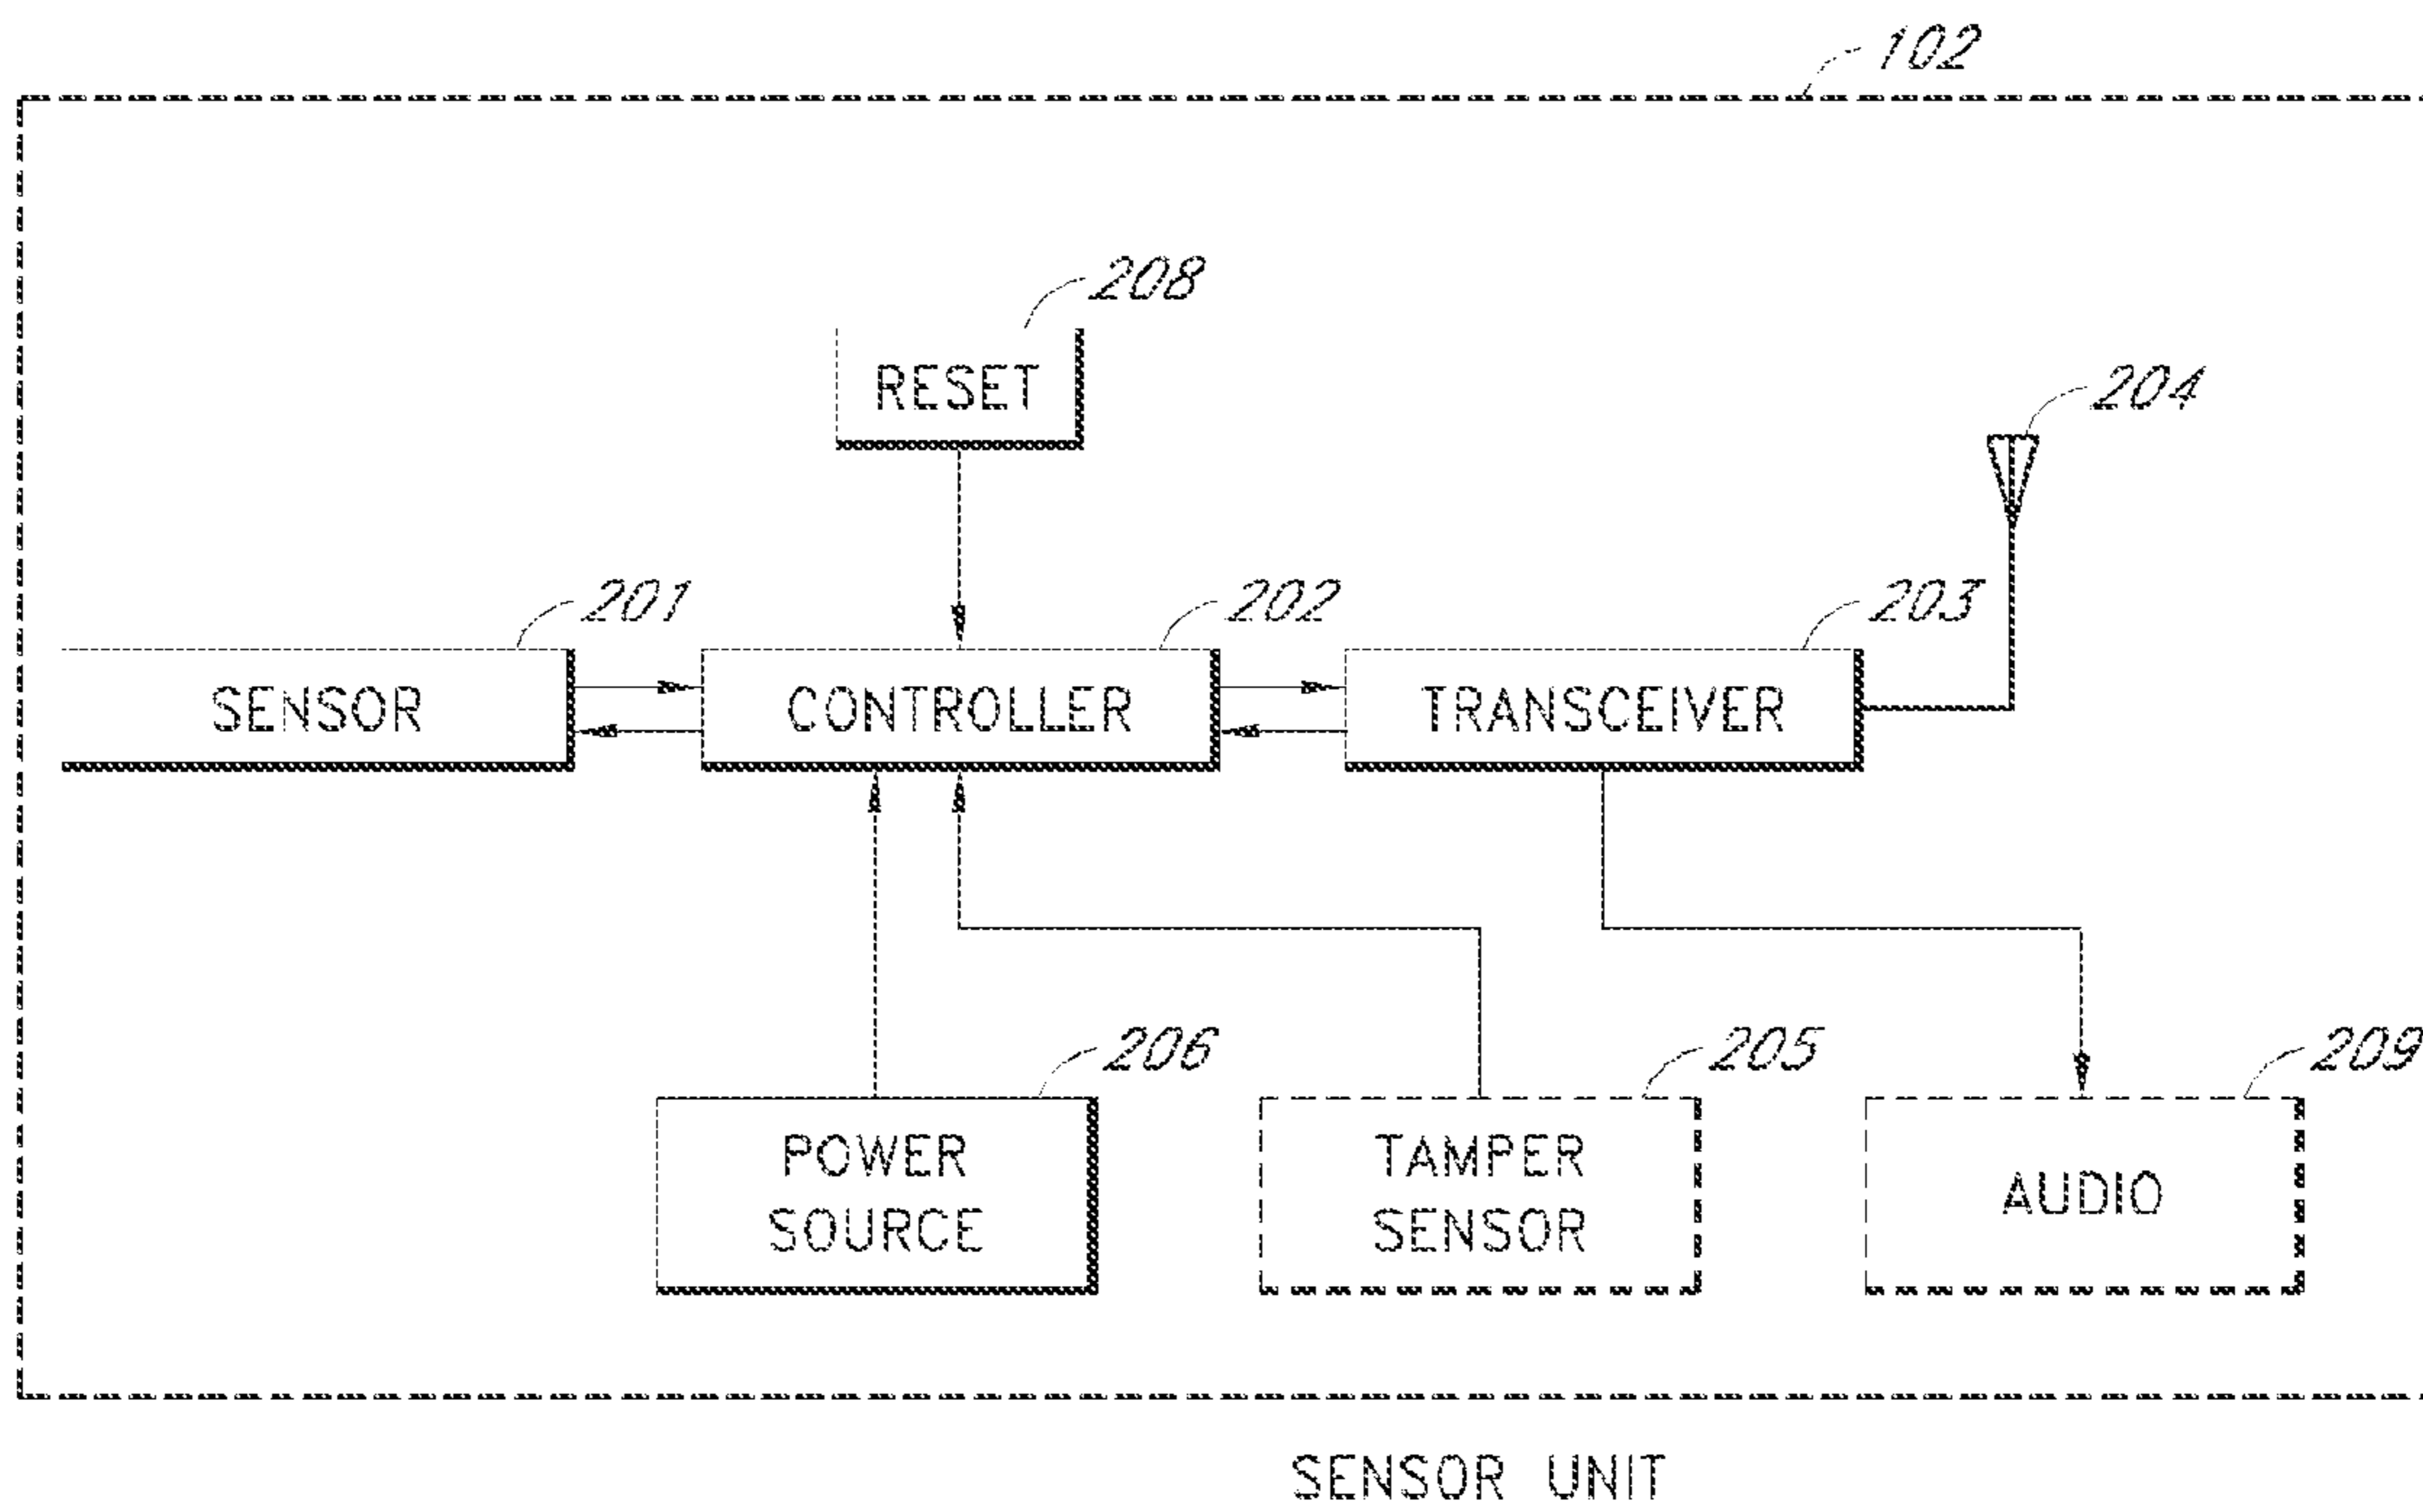 102
208
RESET
204
201
202
203
SENSOR
CONTROLLER
TRANSCEIVER
206
205
209
POWER
SOURCE
TAMPER
SENSOR
AUDIO
SENSOR UNIT